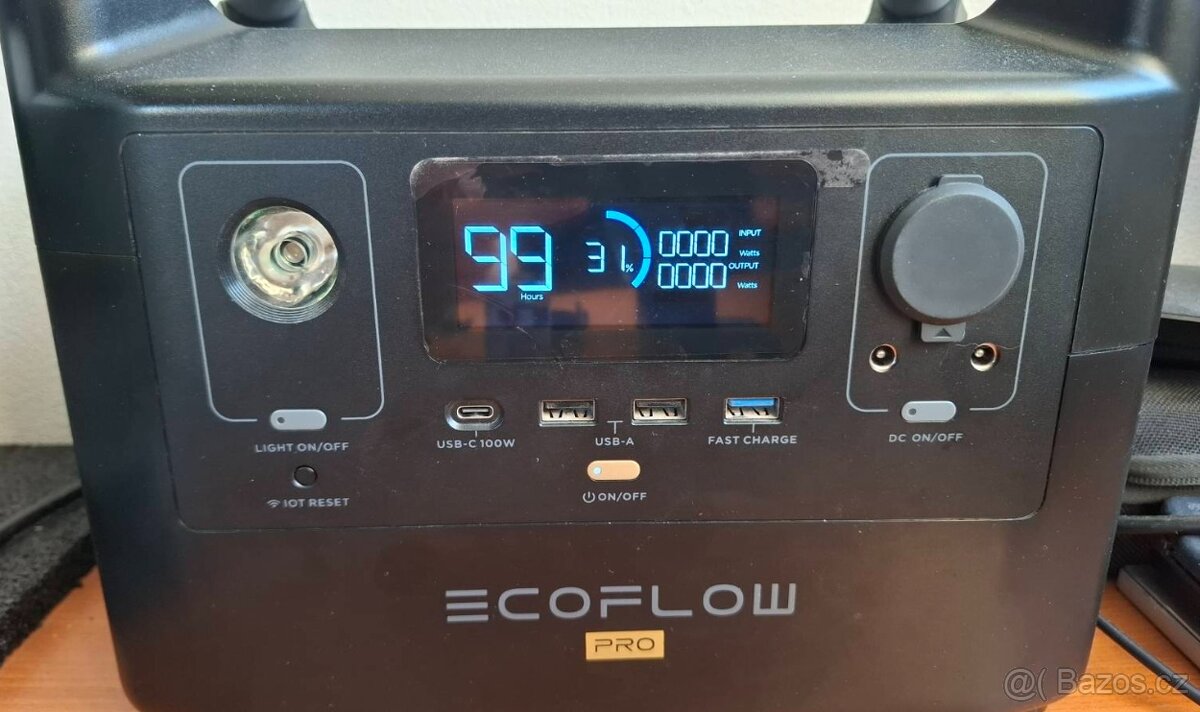 99
Hours
31%
0000
INPUT
Watts
0000
OUTPUT
Watts
LIGHT ON/OFF
IOT RESET
USB-C 100W
USB-A
FAST CHARGE
DC ON/OFF
ON/OFF
ECOFLOW
PRO
@( Bazos.cz